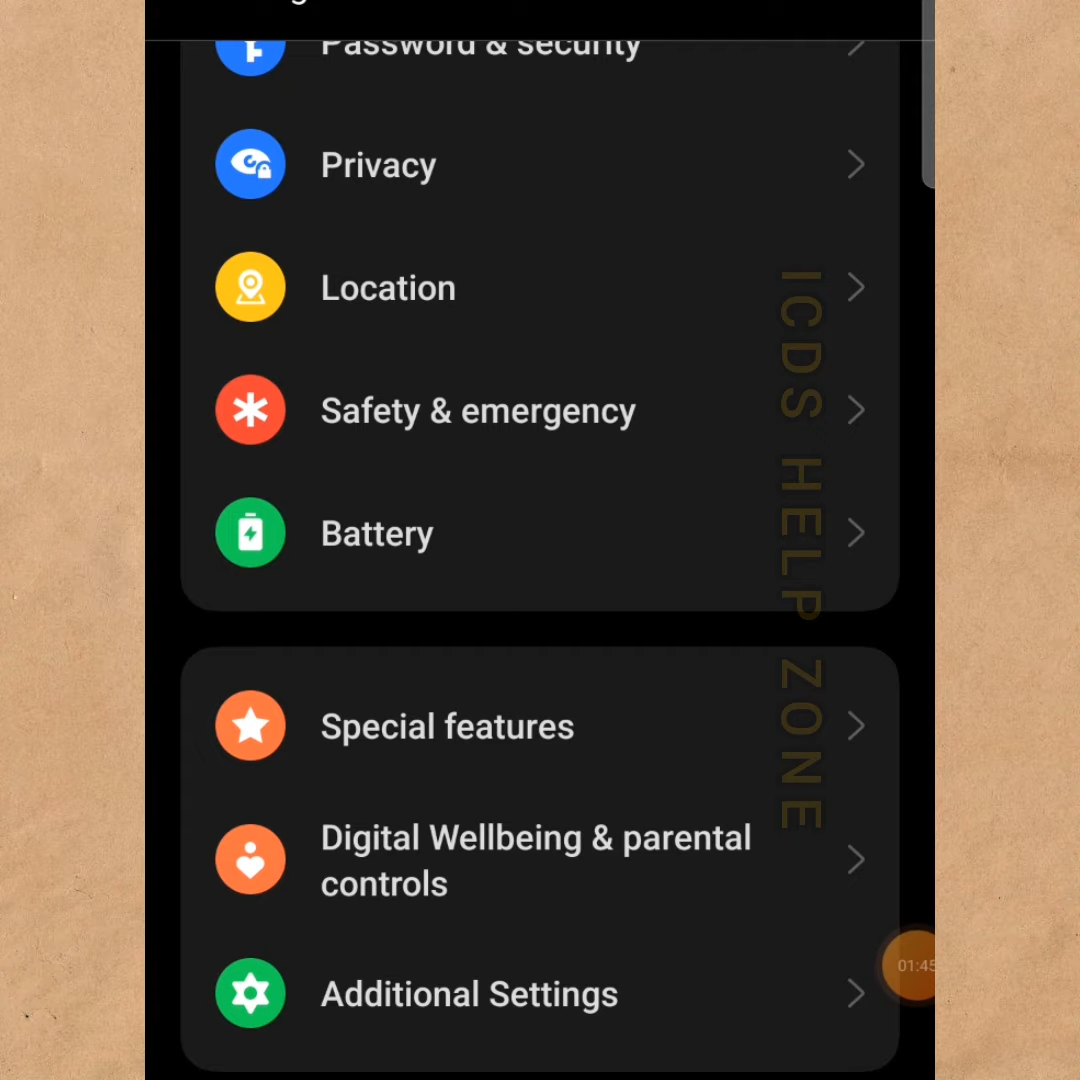 Password & security
Privacy
Location
Safety & emergency
Battery
Special features
Digital Wellbeing & parental
controls
Additional Settings
ICDS HELP ZONE
01:45